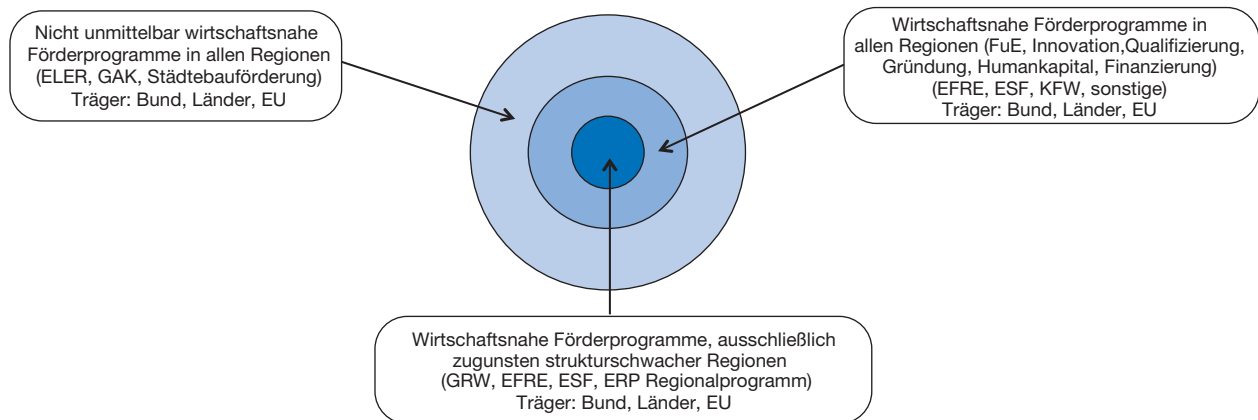 Nicht unmittelbar wirtschaftsnahe
Förderprogramme in allen Regionen
(ELER, GAK, Städtebauförderung)
Träger: Bund, Länder, EU
Wirtschaftsnahe Förderprogramme in
allen Regionen (FuE, Innovation,Qualifizierung,
Gründung, Humankapital, Finanzierung)
(EFRE, ESF, KFW, sonstige)
Träger: Bund, Länder, EU
Wirtschaftsnahe Förderprogramme, ausschließlich
zugunsten strukturschwacher Regionen
(GRW, EFRE, ESF, ERP Regionalprogramm)
Träger: Bund, Länder, EU